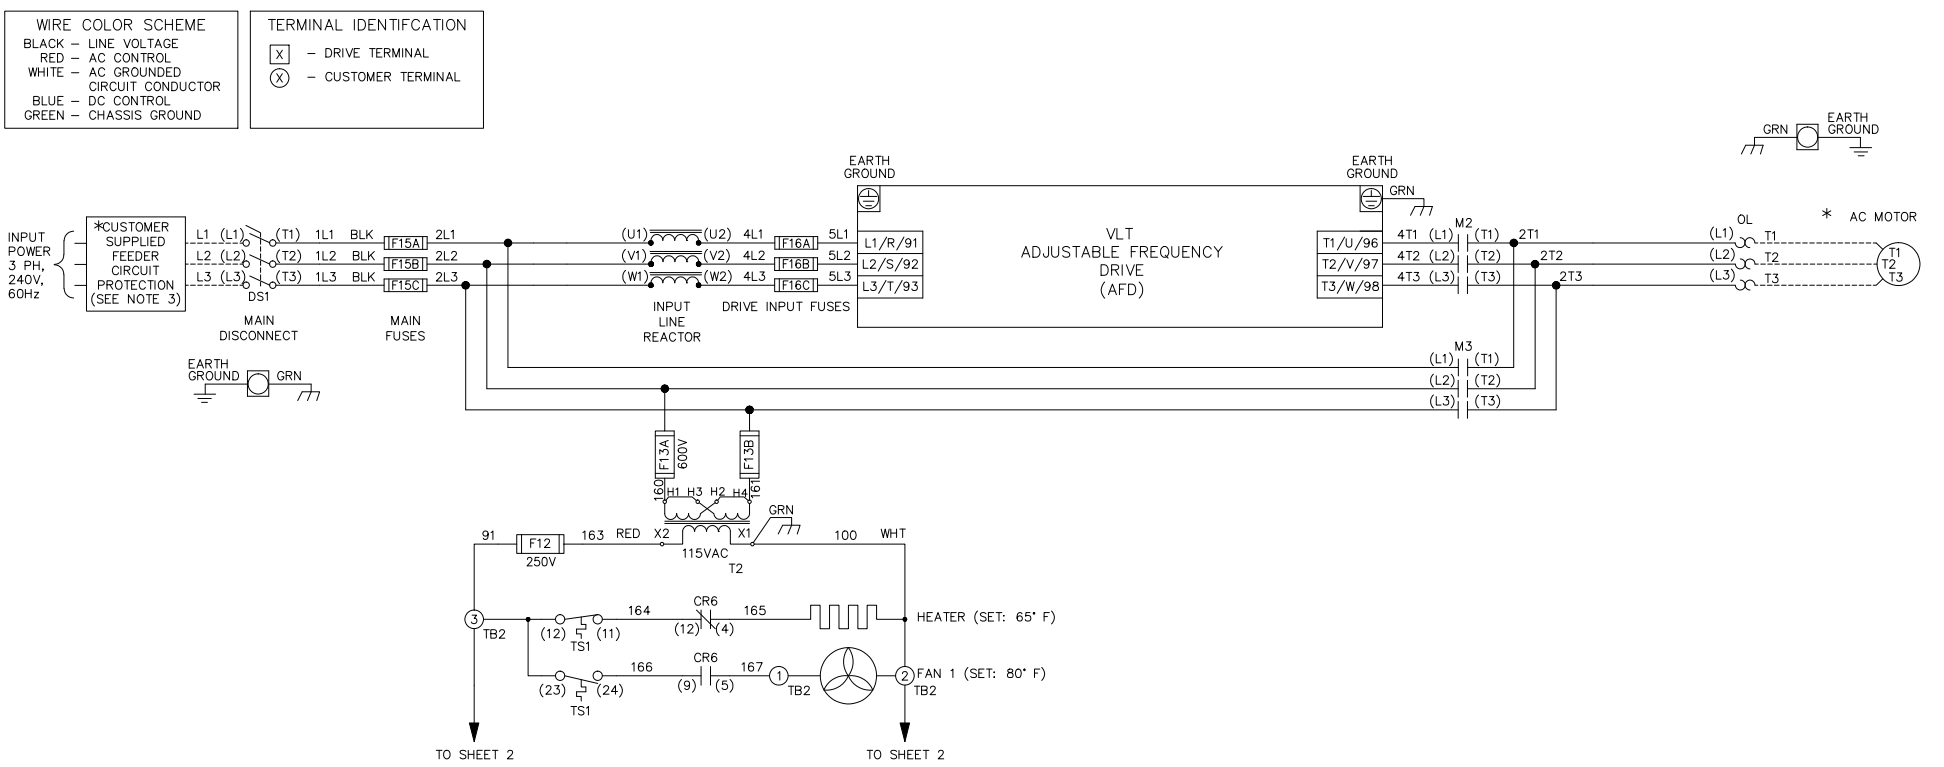 WIRE COLOR SCHEME
BLACK – LINE VOLTAGE
RED – AC CONTROL
WHITE – AC GROUNDED
CIRCUIT CONDUCTOR
BLUE – DC CONTROL
GREEN – CHASSIS GROUND
TERMINAL IDENTIFCATION
X – DRIVE TERMINAL
X – CUSTOMER TERMINAL
GRN
EARTH
GROUND
INPUT
POWER
3 PH,
240V,
60Hz
*CUSTOMER
SUPPLIED
FEEDER
CIRCUIT
PROTECTION
(SEE NOTE 3)
L1 (L1) (T1) 1L1 BLK F15A 2L1
L2 (L2) (T2) 1L2 BLK F15B 2L2
L3 (L3) (T3) 1L3 BLK F15C 2L3
DS1
MAIN
DISCONNECT
MAIN
FUSES
(U1) (U2) 4L1 F16A 5L1
(V1) (V2) 4L2 F16B 5L2
(W1) (W2) 4L3 F16C 5L3
INPUT
LINE
REACTOR
DRIVE INPUT FUSES
EARTH
GROUND
L1/R/91
L2/S/92
L3/T/93
VLT
ADJUSTABLE FREQUENCY
DRIVE
(AFD)
EARTH
GROUND
GRN
T1/U/96
T2/V/97
T3/W/98
M2
4T1 (L1) (T1) 2T1
4T2 (L2) (T2) 2T2
4T3 (L3) (T3) 2T3
OL
(L1) T1
(L2) T2
(L3) T3
* AC MOTOR
T1
T2
T3
M3
(L1) (T1)
(L2) (T2)
(L3) (T3)
EARTH
GROUND
GRN
F13A
600V
F13B
160
161
H1 H3 H2 H4
GRN
91 F12 163 RED X2 X1 100 WHT
250V
115VAC
T2
3
TB2
(12) (11)
TS1
164
CR6
(12) (4)
165
HEATER (SET: 65° F)
(23) (24)
TS1
166
CR6
(9) (5)
167
1
TB2
2
TB2
FAN 1 (SET: 80° F)
TO SHEET 2
TO SHEET 2